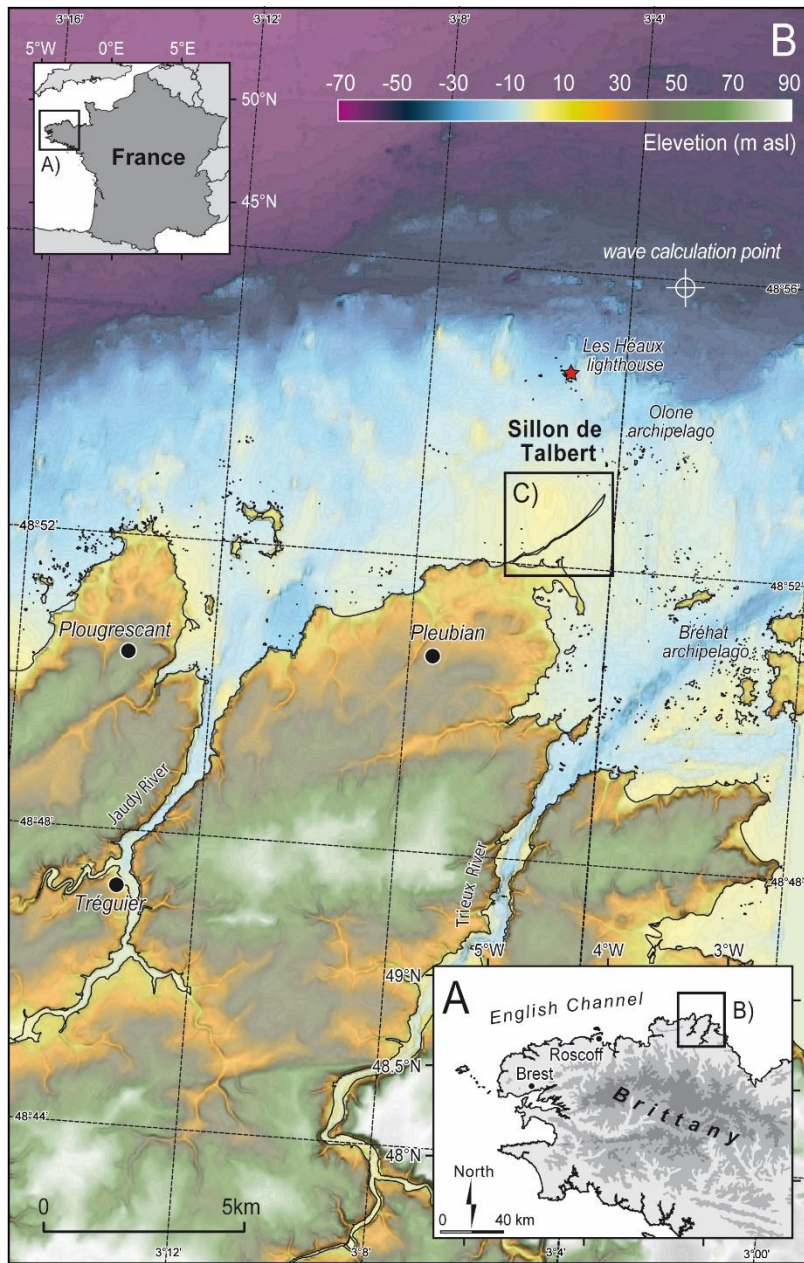 3°16'
3°12'
3°8'
3°4'
B
5°W
0°E
5°E
50°N
45°N
France
A)
-70
-50
-30
-10
10
30
50
70
90
Elevetion (m asl)
wave calculation point
48°56'
Les Héaux
lighthouse
Olone
archipelago
Sillon de
Talbert
C)
48°52'
48°52'
Plougrescant
Pleubian
Bréhat
archipelago
Jaudy River
48°48'
48°48'
Trieux River
Tréguier
5°W
4°W
3°W
49°N
48.5°N
48°N
A
English Channel
B)
Roscoff
Brest
Brittany
North
0
40 km
48°44'
0
5km
3°12'
3°8'
3°4'
3°00'